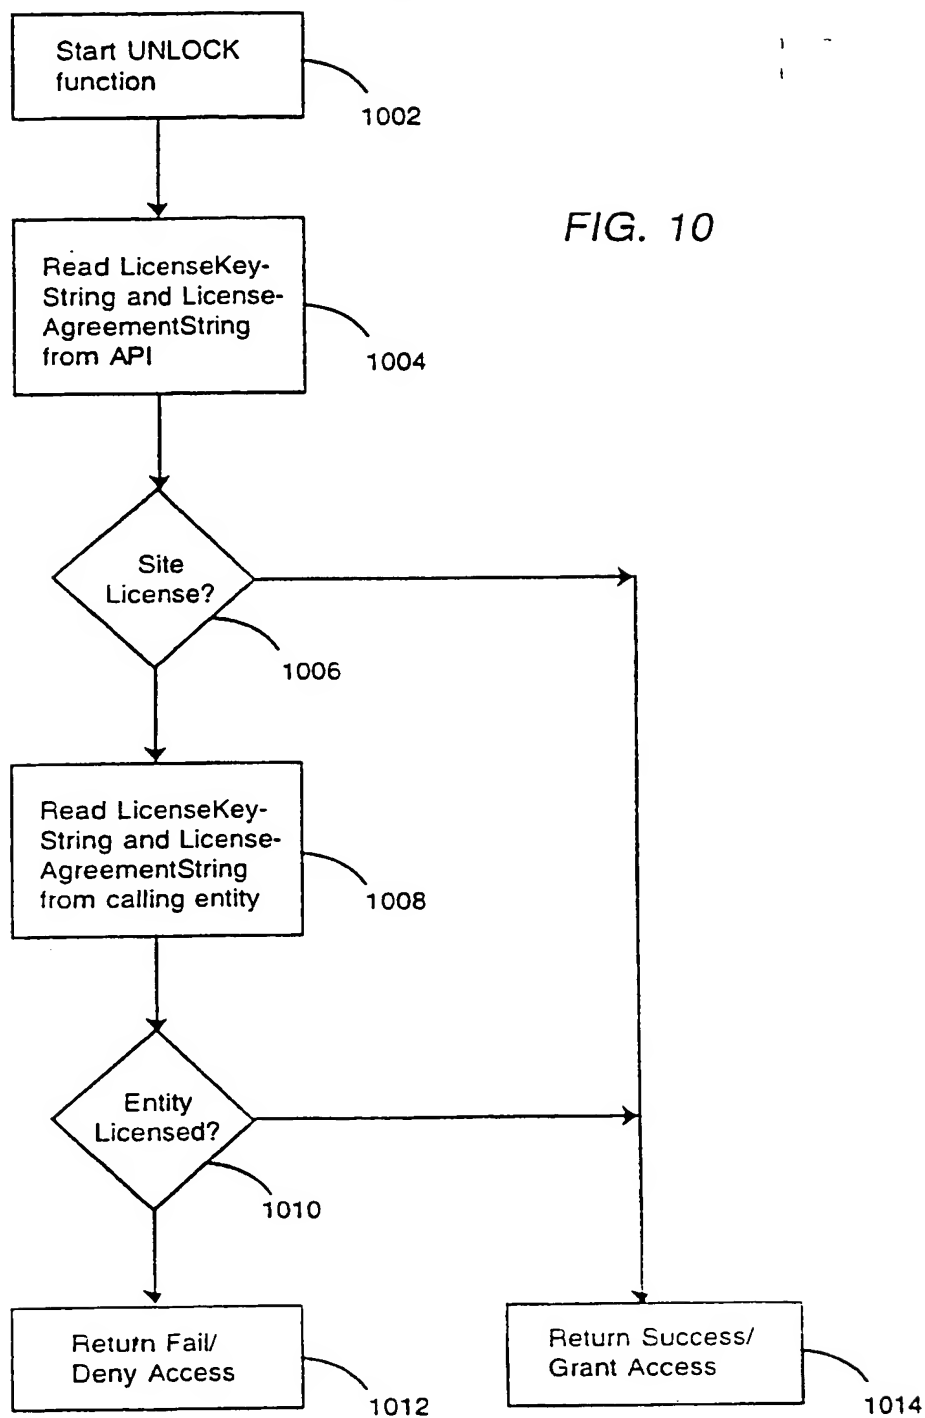 Start UNLOCK
function
1002
FIG. 10
Read LicenseKey-
String and License-
AgreementString
from API
1004
Site
License?
1006
Read LicenseKey-
String and License-
AgreementString
from calling entity
1008
Entity
Licensed?
1010
Return Fail/
Deny Access
1012
Return Success/
Grant Access
1014